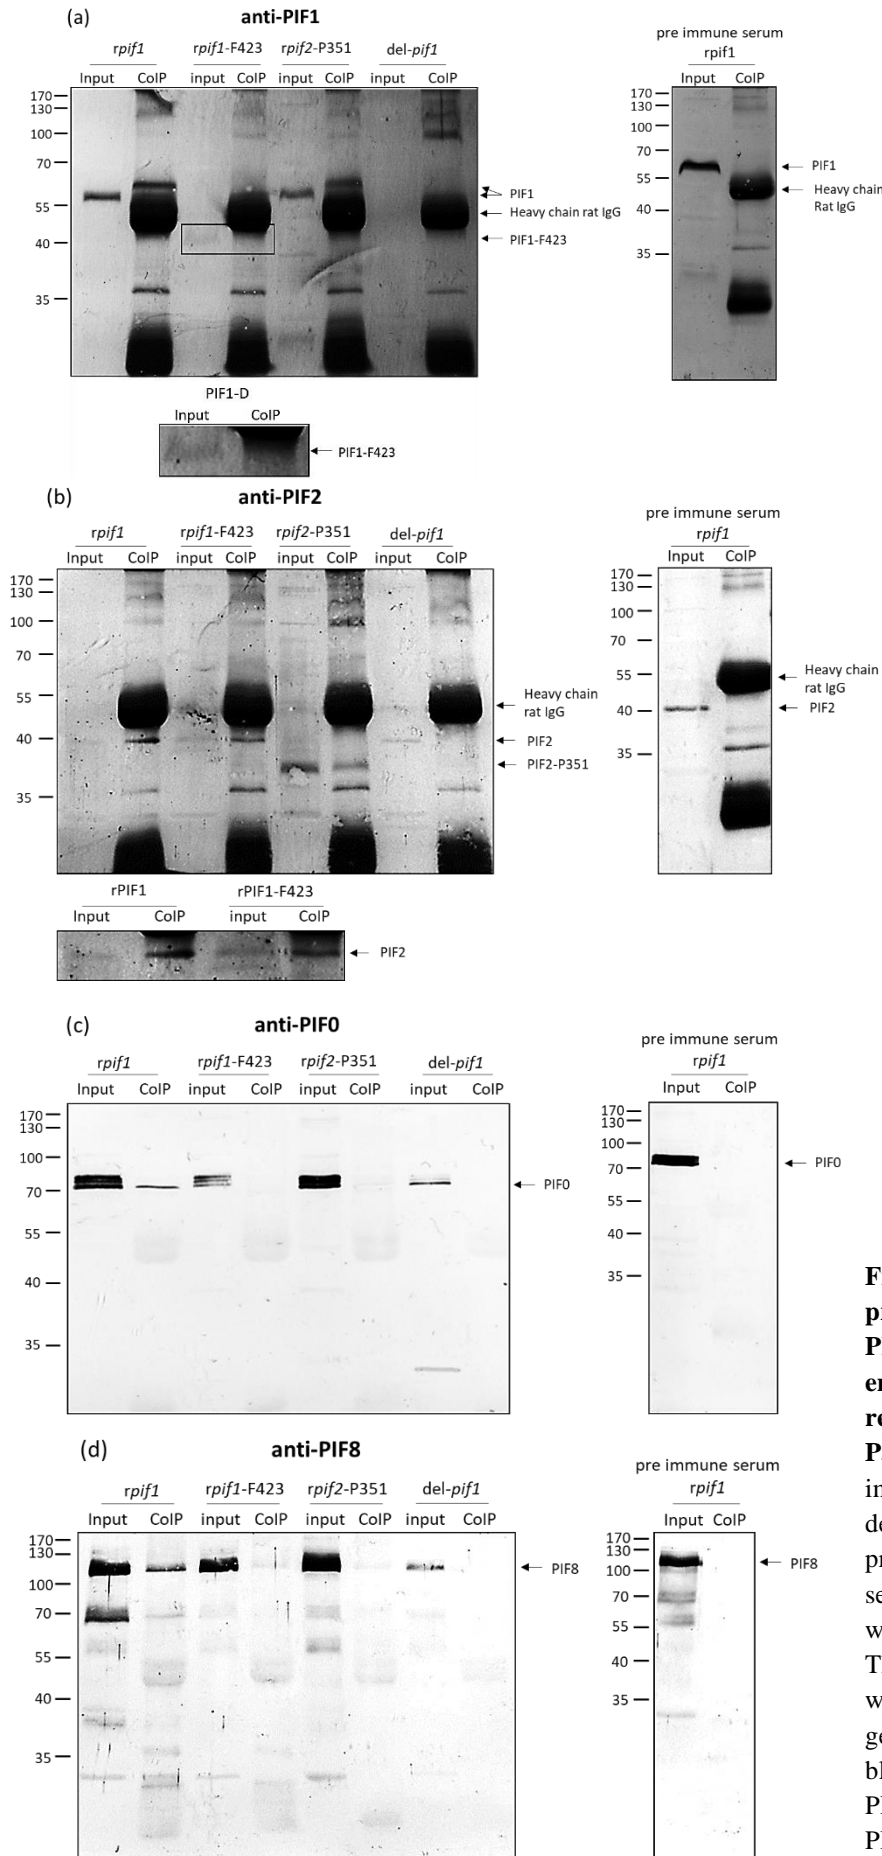 (a)
anti-PIF1
rpif1 rpif1-F423 rpif2-P351 del-pif1
Input CoIP input CoIP input CoIP input CoIP
170
130
100
70
55
40
35
PIF1
Heavy chain rat IgG
PIF1-F423
pre immune serum
rpif1
Input CoIP
170
130
100
70
55
40
35
PIF1
Heavy chain
Rat IgG
PIF1-D
Input CoIP
PIF1-F423
(b)
anti-PIF2
rpif1 rpif1-F423 rpif2-P351 del-pif1
Input CoIP input CoIP input CoIP input CoIP
170
130
100
70
55
40
35
Heavy chain
rat IgG
PIF2
PIF2-P351
pre immune serum
rpif1
Input CoIP
170
130
100
70
55
40
35
Heavy chain
rat IgG
PIF2
rPIF1 rPIF1-F423
Input CoIP input CoIP
PIF2
(c)
anti-PIF0
rpif1 rpif1-F423 rpif2-P351 del-pif1
Input CoIP input CoIP input CoIP input CoIP
170
130
100
70
55
40
35
PIF0
pre immune serum
rpif1
Input CoIP
170
130
100
70
55
40
35
PIF0
(d)
anti-PIF8
rpif1 rpif1-F423 rpif2-P351 del-pif1
Input CoIP input CoIP input CoIP input CoIP
170
130
100
70
55
40
35
PIF8
pre immune serum
rpif1
Input CoIP
170
130
100
70
55
40
35
PIF8